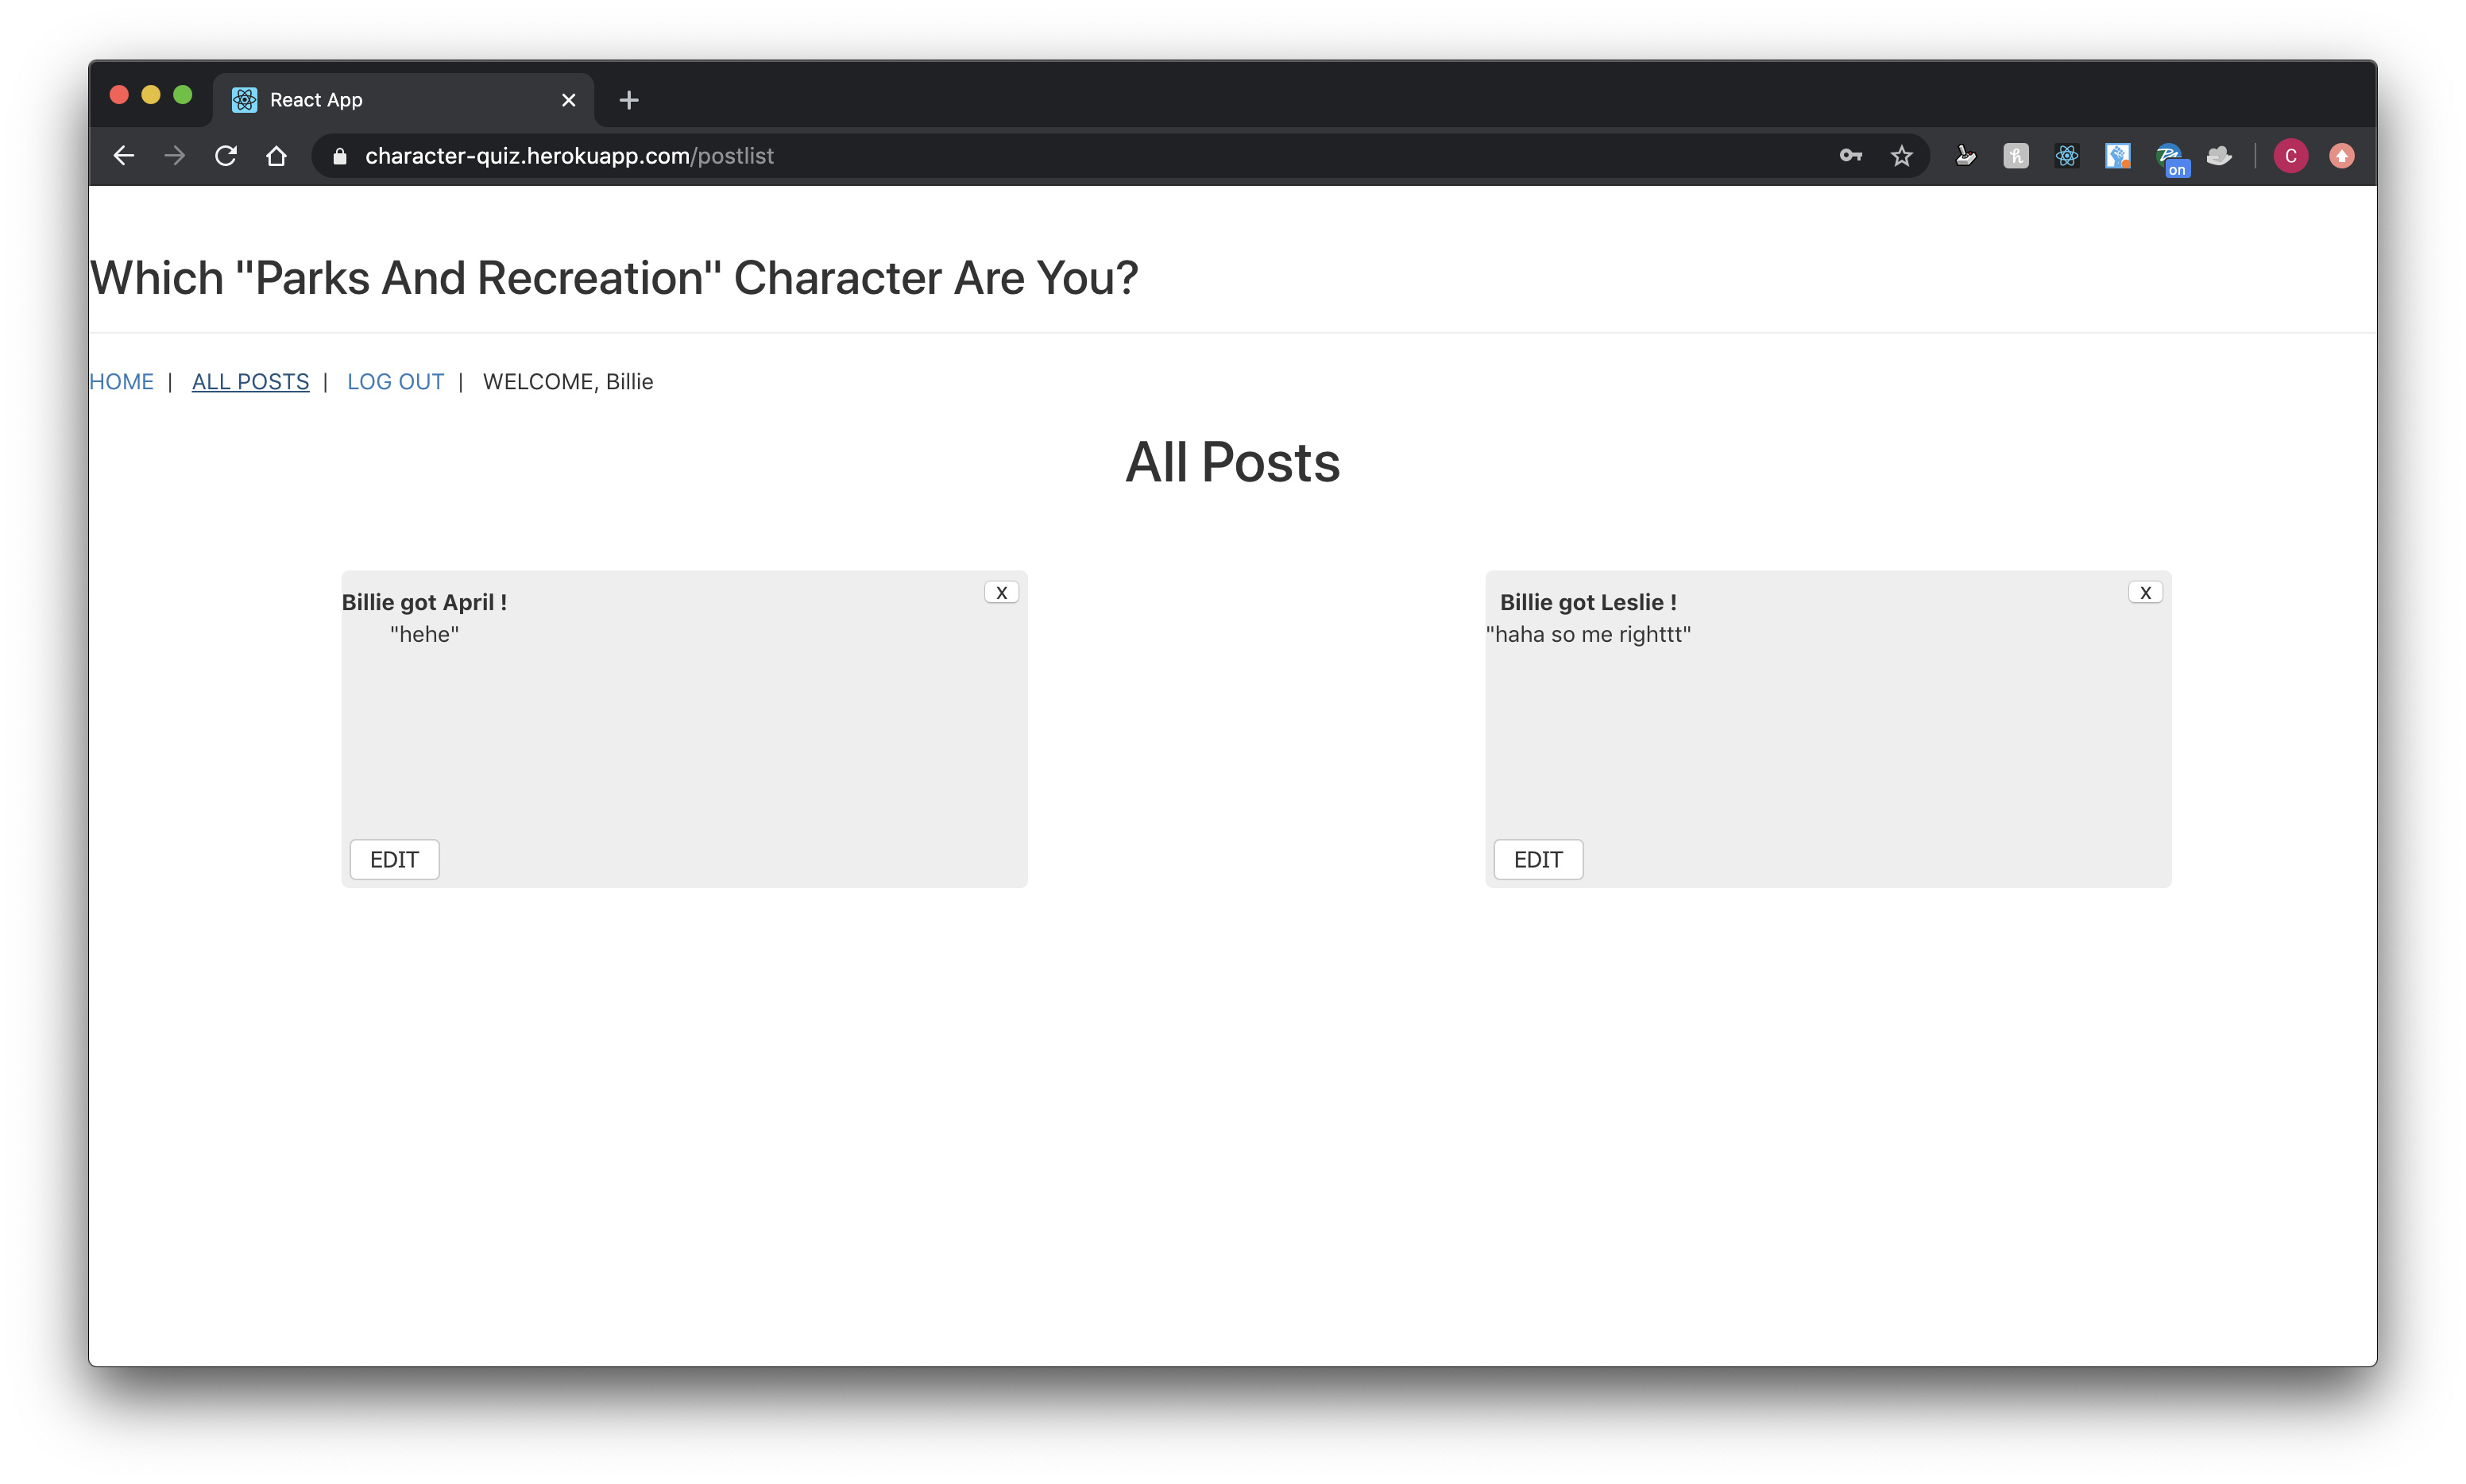 React App
character-quiz.herokuapp.com/postlist
on
C
Which "Parks And Recreation" Character Are You?
HOME | ALL POSTS | LOG OUT | WELCOME, Billie
All Posts
Billie got April !
X
"hehe"
EDIT
Billie got Leslie !
X
"haha so me righttt"
EDIT